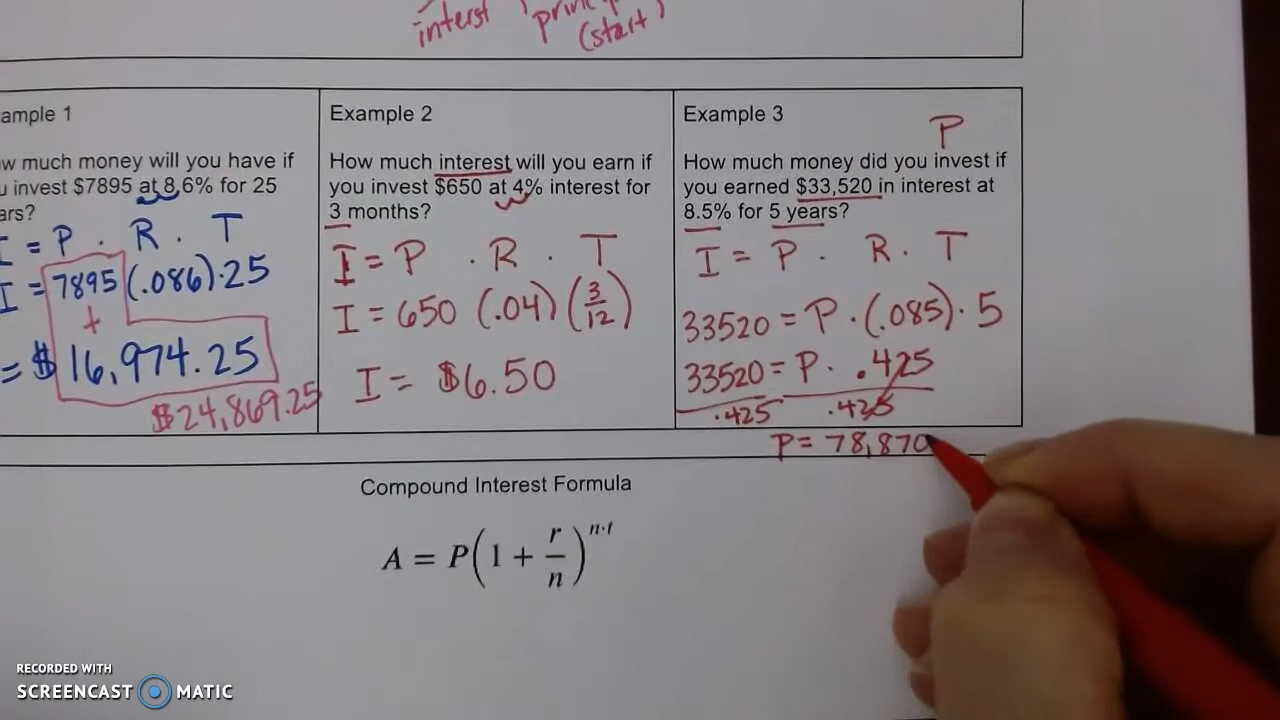 interst
(start)
ample 1
w much money will you have if
u invest $7895 at 8.6% for 25
ars?
I = P . R . T
I = 7895 (.086).25
+
= $ 16,974.25
$24,869.25
Example 2
How much interest will you earn if
you invest $650 at 4% interest for
3 months?
I = P . R . T
I = 650 (.04) (3/12)
I = $6.50
Example 3
P
How much money did you invest if
you earned $33,520 in interest at
8.5% for 5 years?
I = P . R . T
33520 = P . (.085) . 5
33520 = P . .425
.425 .425
P = 78,870
Compound Interest Formula
A = P(1 + r/n)^n·t
RECORDED WITH
SCREENCAST MATIC